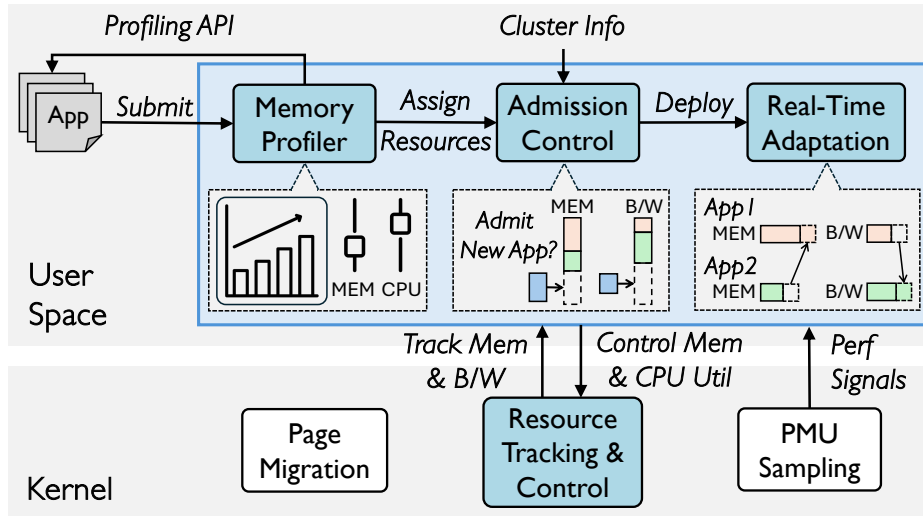 Profiling API
Cluster Info
App
Submit
Memory
Profiler
Assign
Resources
Admission
Control
Deploy
Real-Time
Adaptation
MEM
CPU
Admit
New App?
MEM
B/W
App1
MEM
B/W
App2
MEM
B/W
User
Space
Track Mem
& B/W
Control Mem
& CPU Util
Perf
Signals
Page
Migration
Resource
Tracking &
Control
PMU
Sampling
Kernel